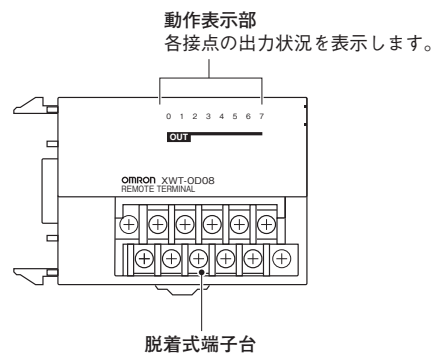 動作表示部
各接点の出力状況を表示します。
0 1 2 3 4 5 6 7
OUT
OMRON XWT-OD08
REMOTE TERMINAL
脱着式端子台